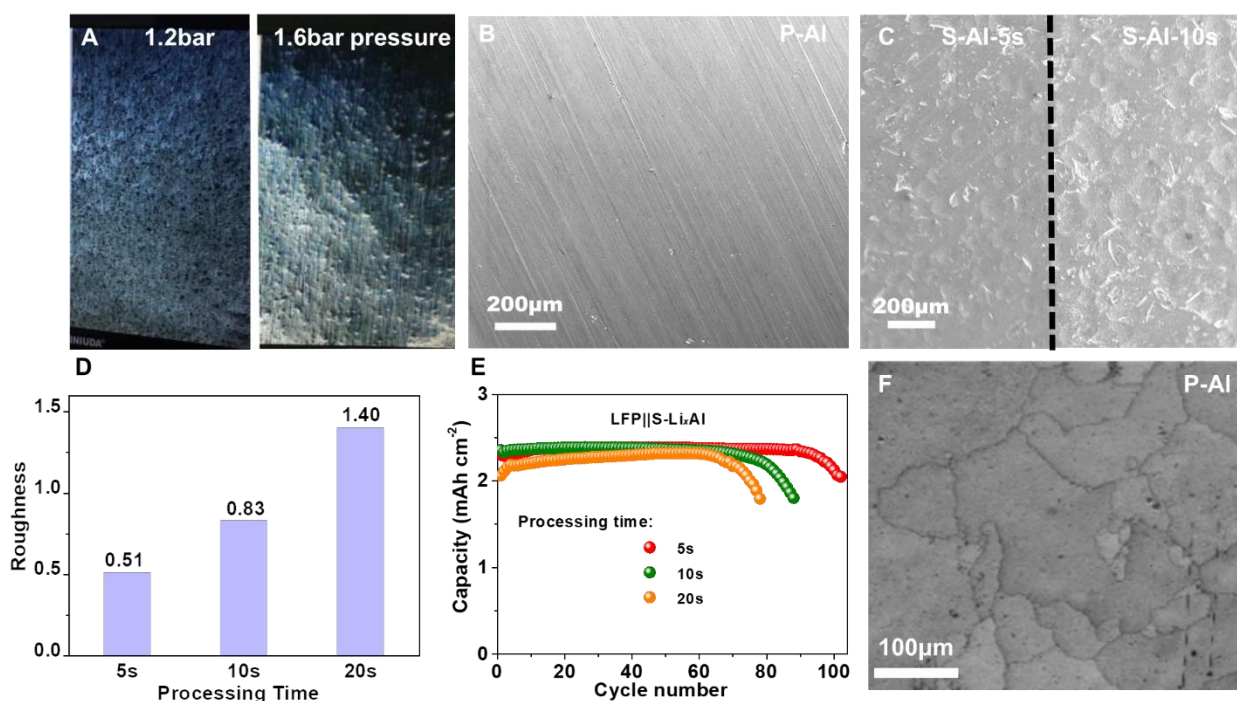 A
1.2bar
1.6bar pressure
INIUDA
B
P-Al
200μm
C
S-Al-5s
S-Al-10s
200μm
D
Roughness
1.5
1.0
0.5
0.0
0.51
0.83
1.40
5s
10s
20s
Processing Time
E
Capacity (mAh cm⁻²)
3
2
1
0
LFP||S-LiₓAl
Processing time:
5s
10s
20s
0
20
40
60
80
100
Cycle number
F
P-Al
100μm